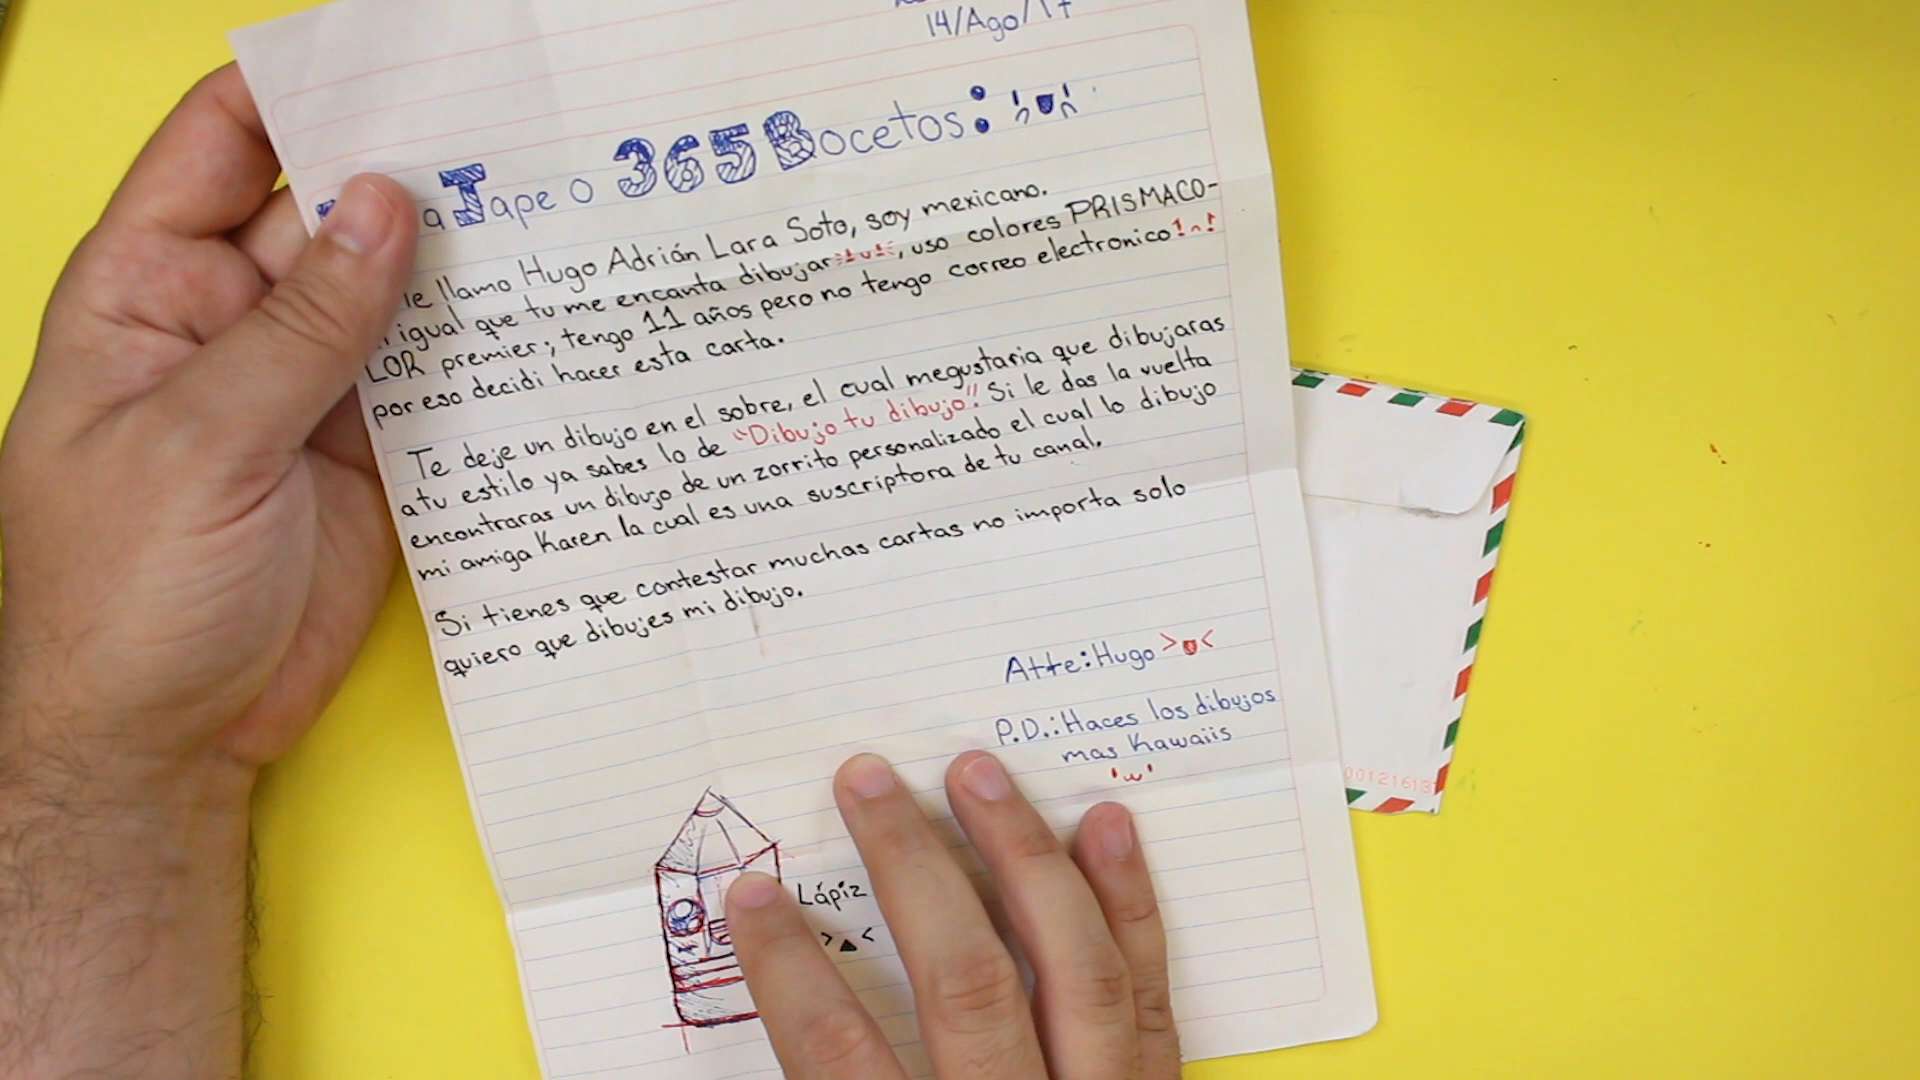 14/Ago/17
a Jape o 365 Bocetos:
le llamo Hugo Adrián Lara Soto, soy mexicano.
igual que tu me encanta dibujar, uso colores PRISMACO-
LOR premier; tengo 11 años pero no tengo correo electronico
por eso decidi hacer esta carta.
Te deje un dibujo en el sobre, el cual megustaria que dibujaras
atu estilo ya sabes lo de "Dibujo tu dibujo"! Si le das la vuelta
encontraras un dibujo de un zorrito personalizado el cual lo dibujo
mi amiga Karen la cual es una suscriptora de tu canal.
Si tienes que contestar muchas cartas no importa solo
quiero que dibujes mi dibujo.
Atte:Hugo >o<
P.D.:Haces los dibujos
mas Kawaiis
'w'
Lápiz
>▲<
00121613